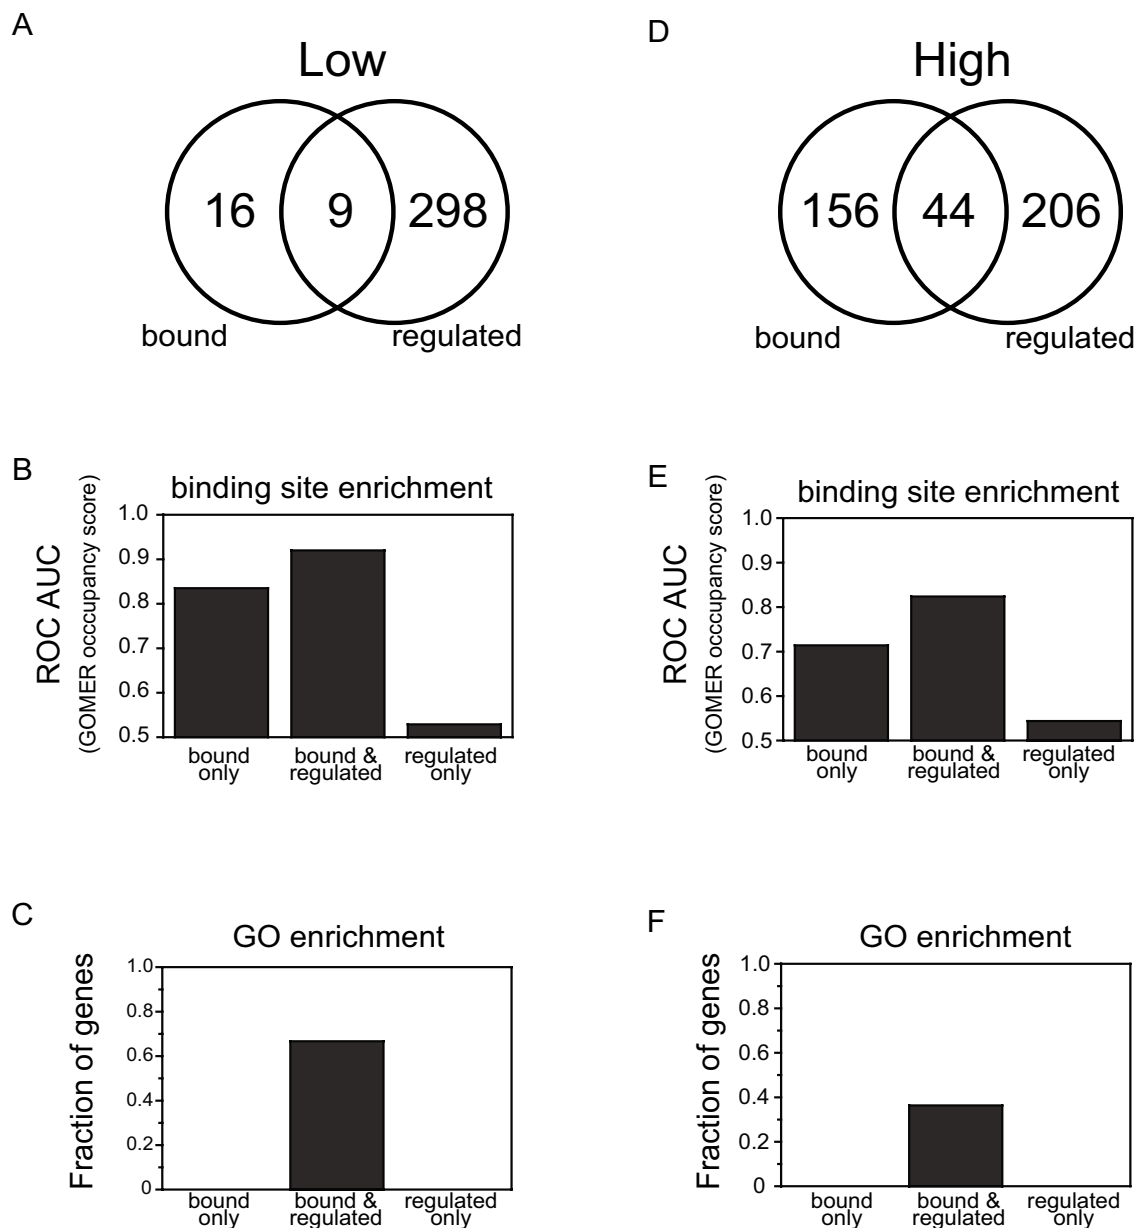 A
Low
16
9
298
bound
regulated
D
High
156
44
206
bound
regulated
B
binding site enrichment
ROC AUC
(GOMER occcupancy score)
1.0
0.9
0.8
0.7
0.6
0.5
bound
only
bound &
regulated
regulated
only
E
binding site enrichment
ROC AUC
(GOMER occcupancy score)
1.0
0.9
0.8
0.7
0.6
0.5
bound
only
bound &
regulated
regulated
only
C
GO enrichment
Fraction of genes
1.0
0.8
0.6
0.4
0.2
0
bound
only
bound &
regulated
regulated
only
F
GO enrichment
Fraction of genes
1.0
0.8
0.6
0.4
0.2
0
bound
only
bound &
regulated
regulated
only